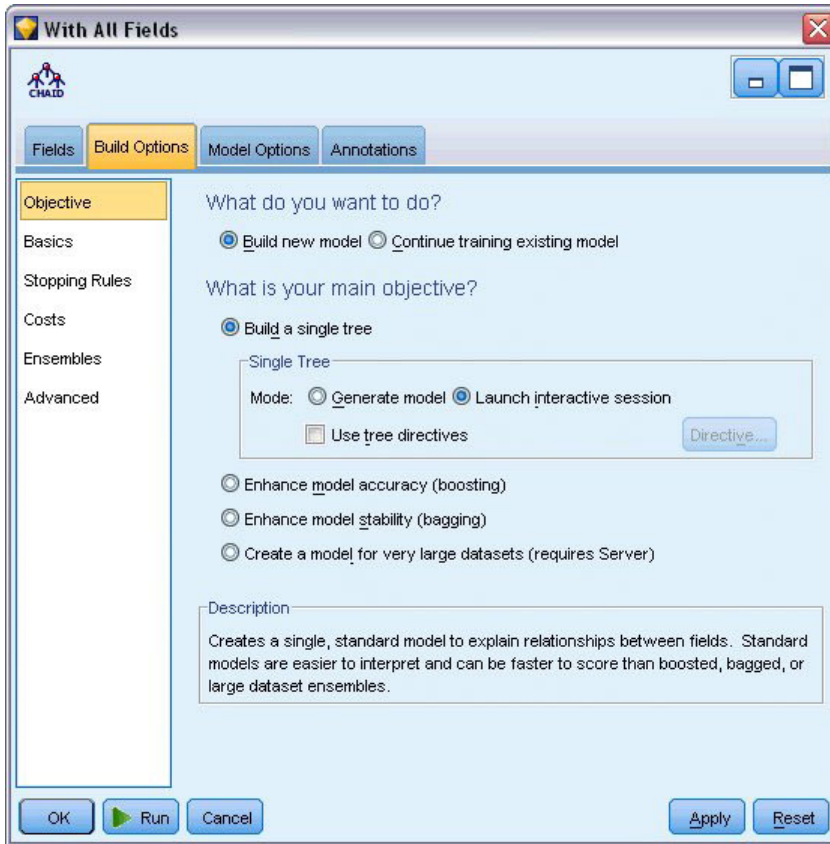 With All Fields
CHAID
Fields Build Options Model Options Annotations
Objective
Basics
Stopping Rules
Costs
Ensembles
Advanced
What do you want to do?
Build new model Continue training existing model
What is your main objective?
Build a single tree
Single Tree
Mode: Generate model Launch interactive session
Use tree directives Directive...
Enhance model accuracy (boosting)
Enhance model stability (bagging)
Create a model for very large datasets (requires Server)
Description
Creates a single, standard model to explain relationships between fields. Standard
models are easier to interpret and can be faster to score than boosted, bagged, or
large dataset ensembles.
OK Run Cancel Apply Reset